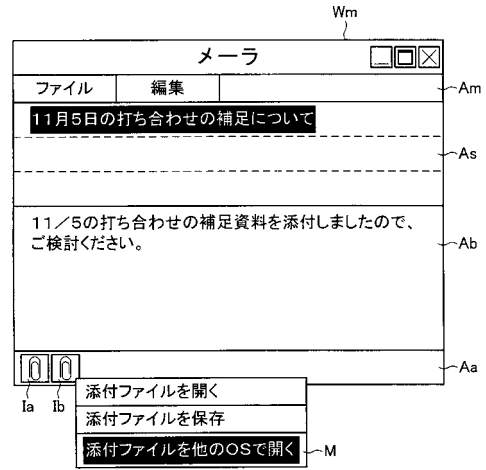 Wm
メーラ
ファイル 編集
Am
11月5日の打ち合わせの補足について
As
11／5の打ち合わせの補足資料を添付しましたので、
ご検討ください。
Ab
Aa
Ia Ib
添付ファイルを開く
添付ファイルを保存
添付ファイルを他のOSで開く
M